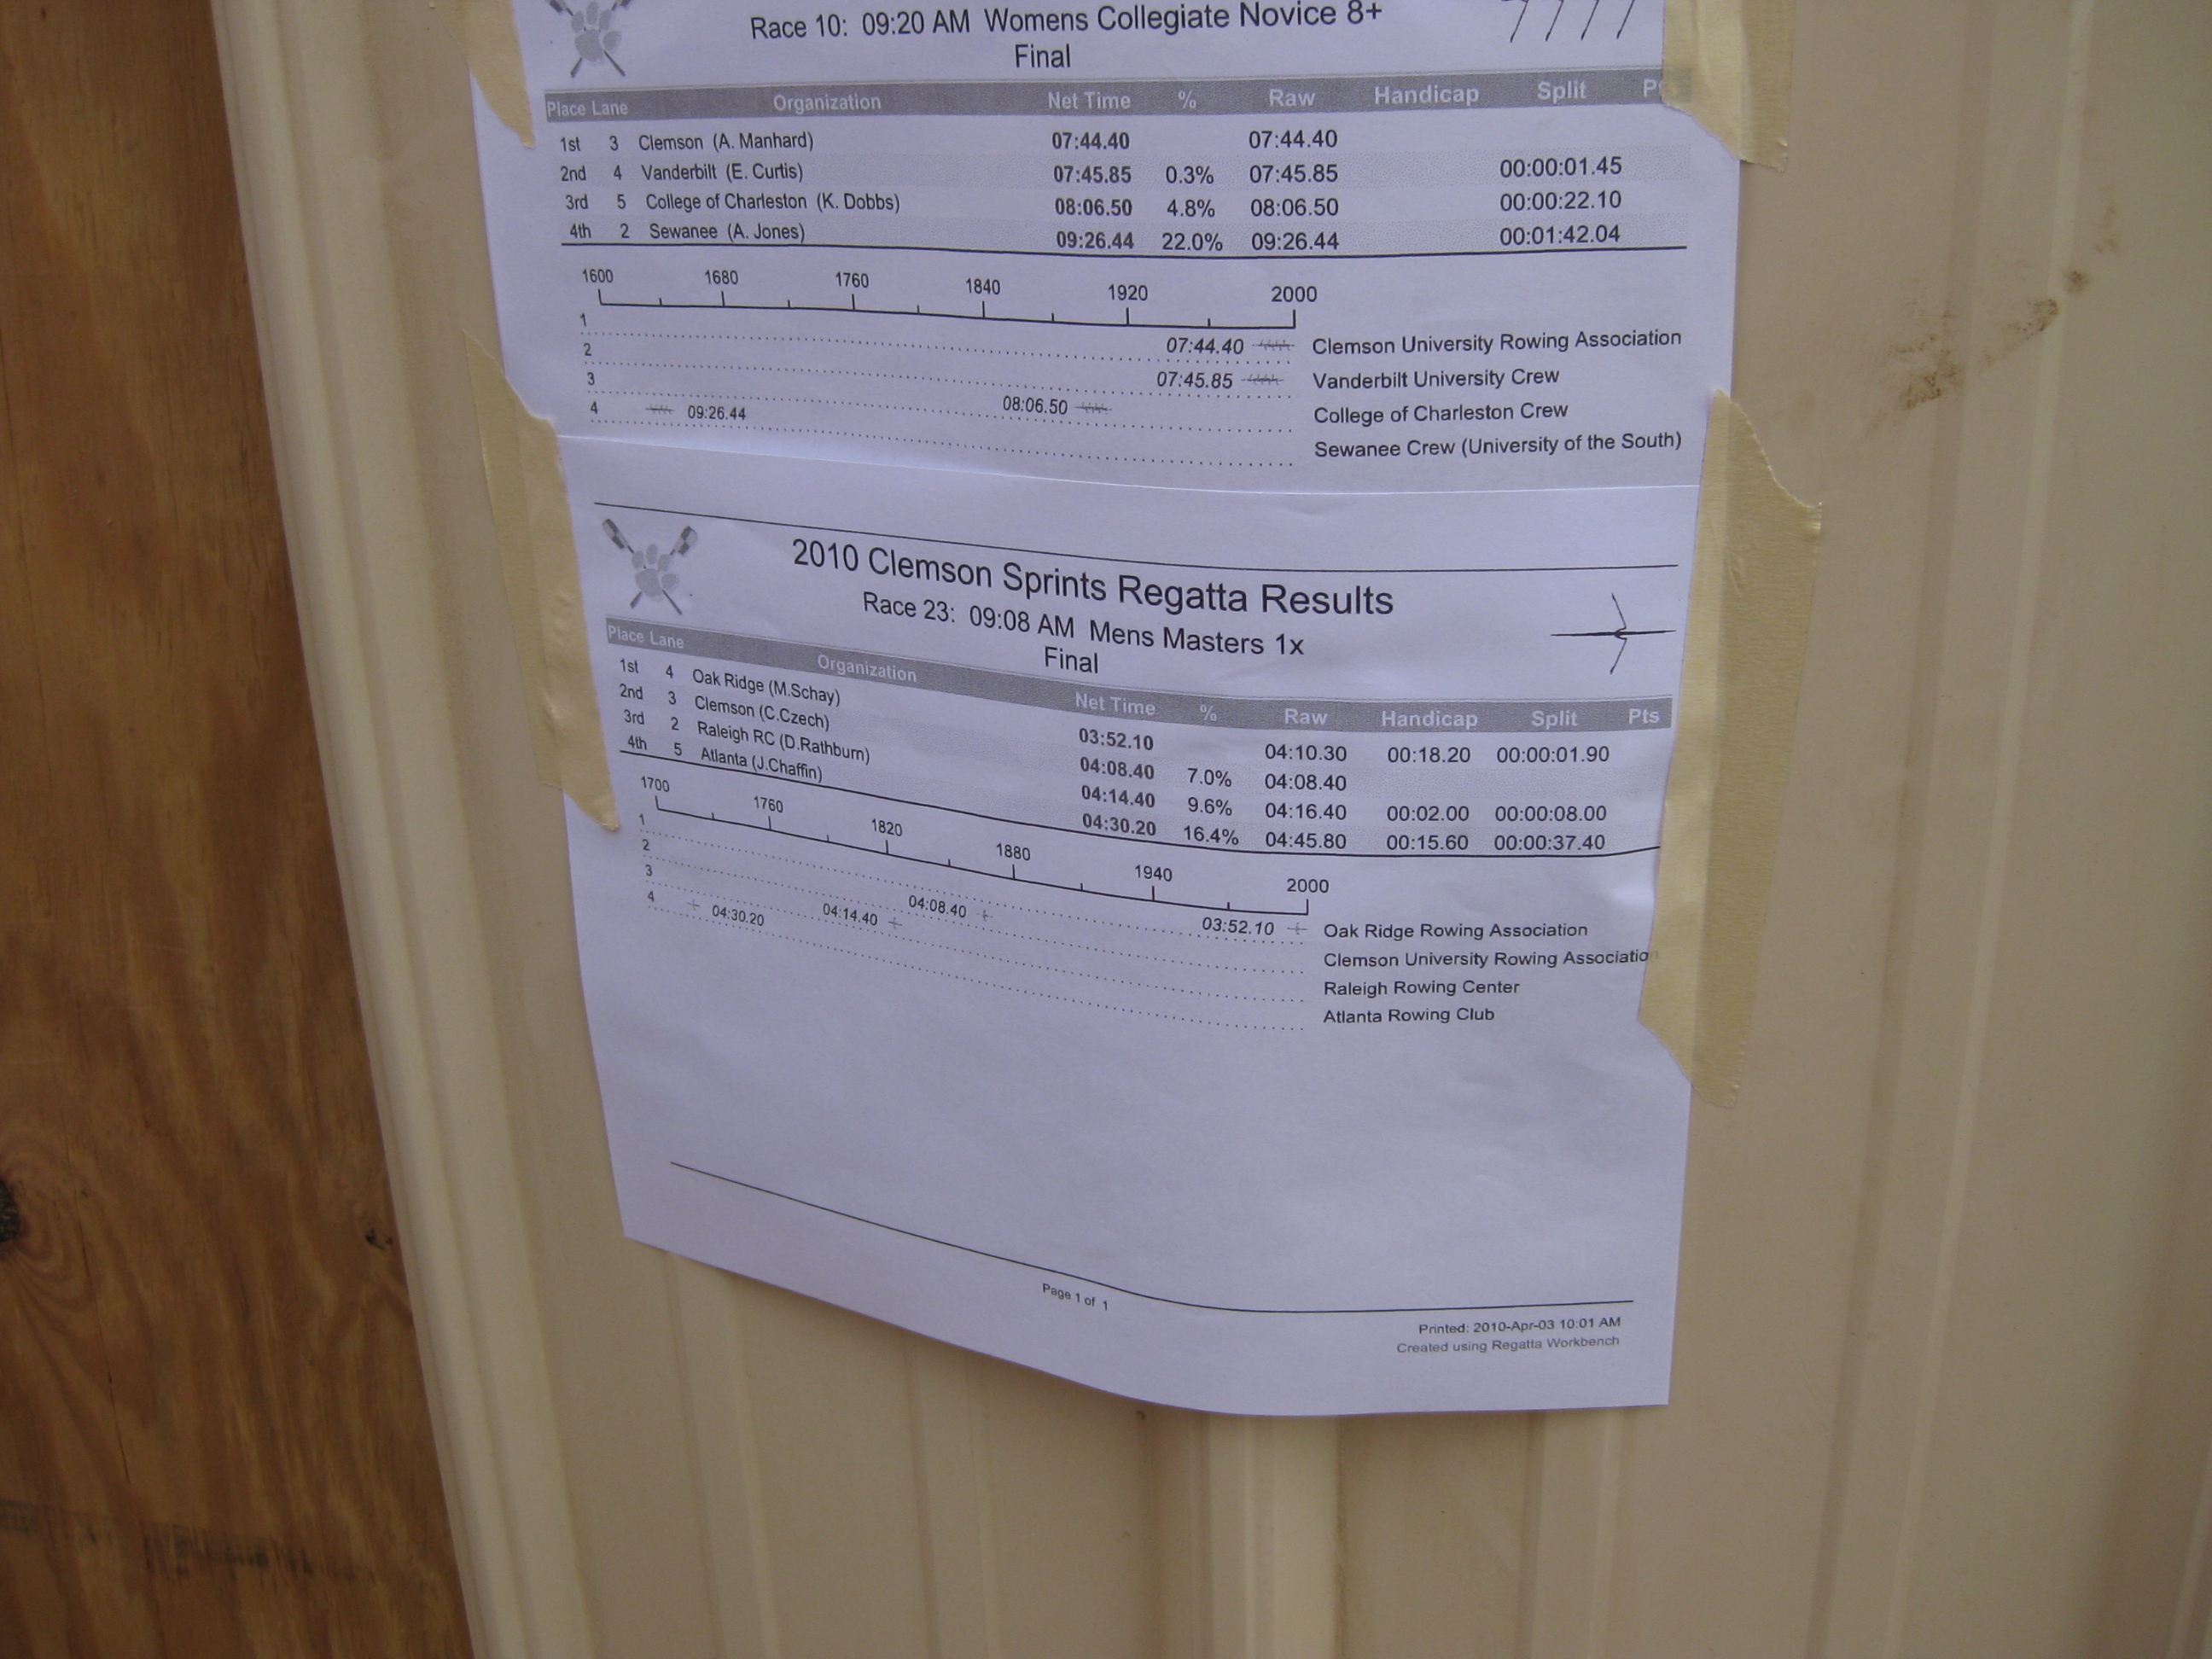 Race 10: 09:20 AM Womens Collegiate Novice 8+
Final
Place Lane Organization Net Time % Raw Handicap Split
1st 3 Clemson (A. Manhard) 07:44.40 07:44.40
2nd 4 Vanderbilt (E. Curtis) 07:45.85 0.3% 07:45.85 00:00:01.45
3rd 5 College of Charleston (K. Dobbs) 08:06.50 4.8% 08:06.50 00:00:22.10
4th 2 Sewanee (A. Jones) 09:26.44 22.0% 09:26.44 00:01:42.04
1600 1680 1760 1840 1920 2000
1 07:44.40 Clemson University Rowing Association
2 07:45.85 Vanderbilt University Crew
3 08:06.50 College of Charleston Crew
4 09:26.44 Sewanee Crew (University of the South)
2010 Clemson Sprints Regatta Results
Race 23: 09:08 AM Mens Masters 1x
Final
Place Lane Organization Net Time % Raw Handicap Split Pts
1st 4 Oak Ridge (M.Schay) 03:52.10 04:10.30 00:18.20 00:00:01.90
2nd 3 Clemson (C.Czech) 04:08.40 7.0% 04:08.40
3rd 2 Raleigh RC (D.Rathburn) 04:14.40 9.6% 04:16.40 00:02.00 00:00:08.00
4th 5 Atlanta (J.Chaffin) 04:30.20 16.4% 04:45.80 00:15.60 00:00:37.40
1700 1760 1820 1880 1940 2000
1 03:52.10 Oak Ridge Rowing Association
2 04:08.40 Clemson University Rowing Association
3 04:14.40 Raleigh Rowing Center
4 04:30.20 Atlanta Rowing Club
Page 1 of 1
Printed: 2010-Apr-03 10:01 AM
Created using Regatta Workbench